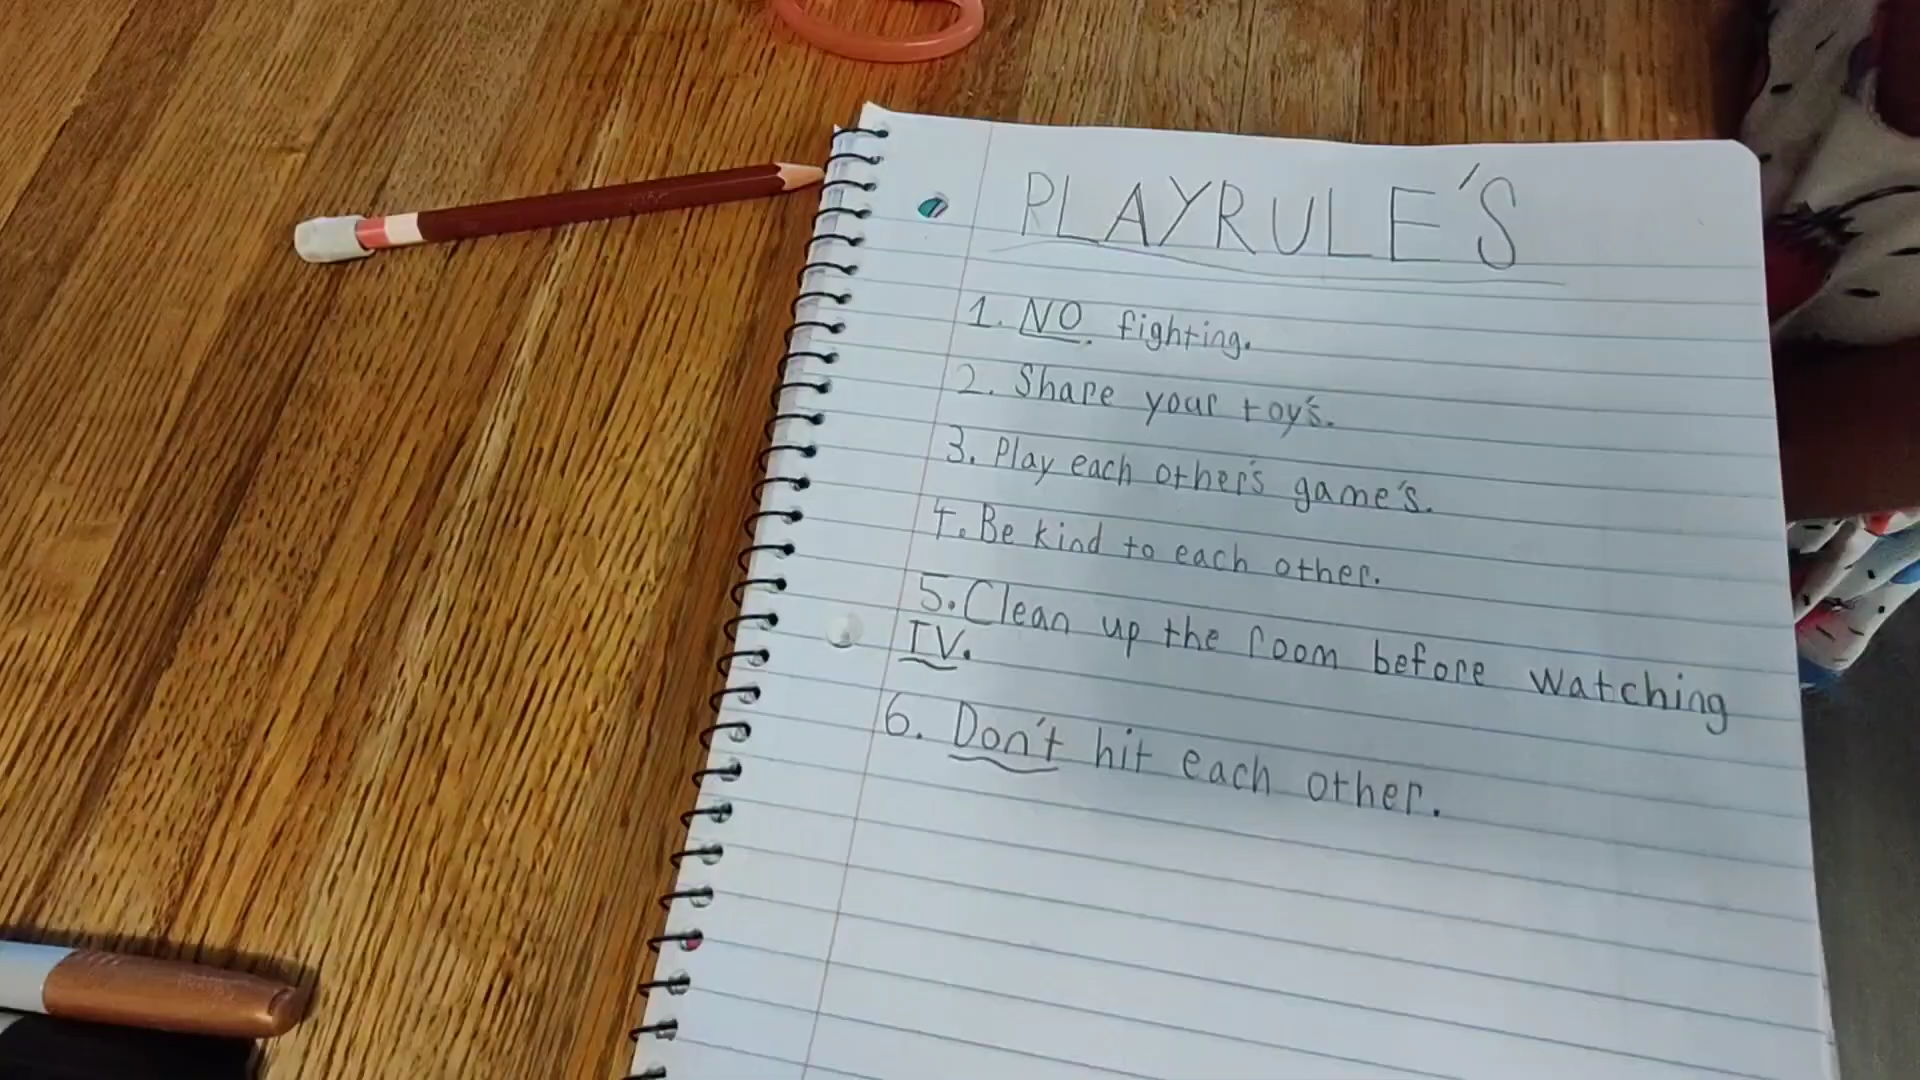 PLAYRULE'S
1. NO fighting.
2. Share your toy's.
3. Play each other's game's.
4. Be kind to each other.
5. Clean up the room before watching
TV.
6. Don't hit each other.